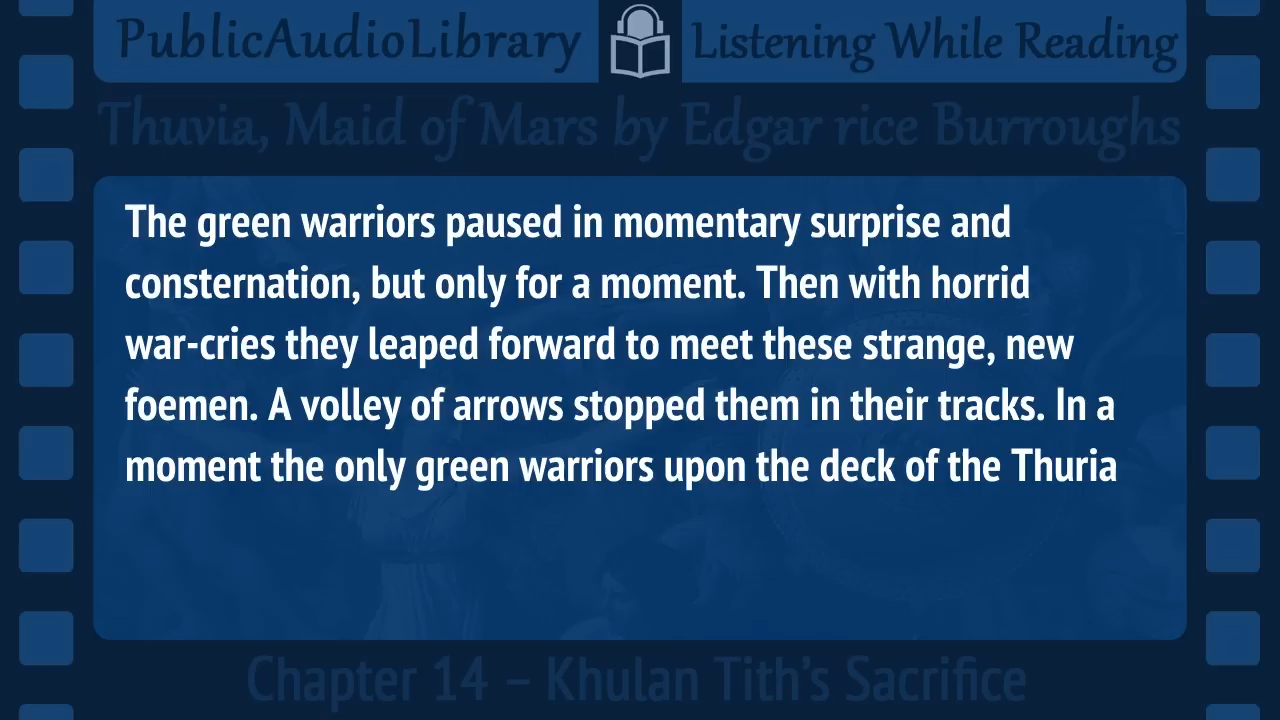 PublicAudioLibrary Listening While Reading
Thuvia, Maid of Mars by Edgar rice Burroughs
The green warriors paused in momentary surprise and
consternation, but only for a moment. Then with horrid
war-cries they leaped forward to meet these strange, new
foemen. A volley of arrows stopped them in their tracks. In a
moment the only green warriors upon the deck of the Thuria
Chapter 14 – Khulan Tith’s Sacrifice